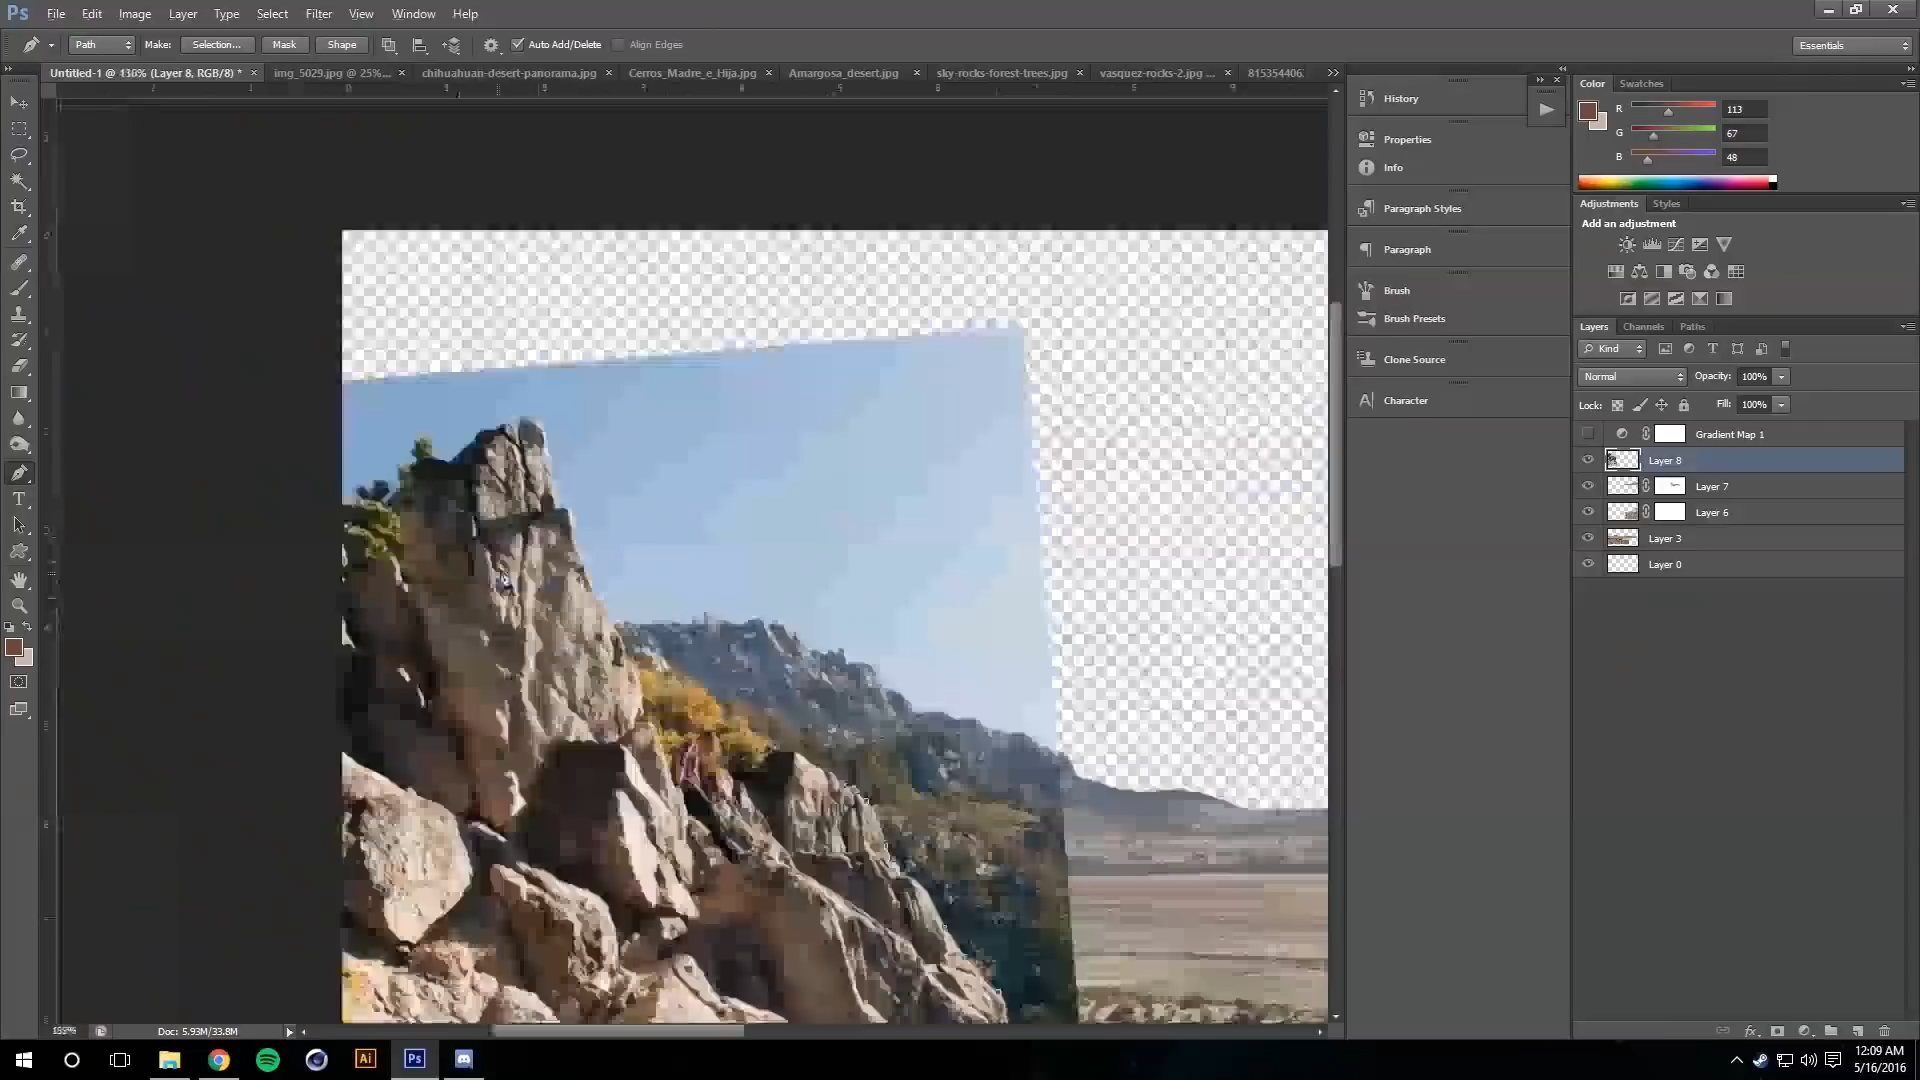 Ps File Edit Image Layer Type Select Filter View Window Help
Path Make: Selection... Mask Shape Auto Add/Delete Align Edges Essentials
Untitled-1 @ 130% (Layer 8, RGB/8) * img_5029.jpg @ 25%... chihuahuan-desert-panorama.jpg Cerros_Madre_e_Hija.jpg Amargosa_desert.jpg sky-rocks-forest-trees.jpg vasquez-rocks-2.jpg ... 815354406
History
Properties
Info
Paragraph Styles
Paragraph
Brush
Brush Presets
Clone Source
Character
Color Swatches
R 113
G 67
B 48
Adjustments Styles
Add an adjustment
Layers Channels Paths
Kind
Normal Opacity: 100%
Lock: Fill: 100%
Gradient Map 1
Layer 8
Layer 7
Layer 6
Layer 3
Layer 0
Doc: 5.93M/33.8M
Ai Ps
12:09 AM
5/16/2016